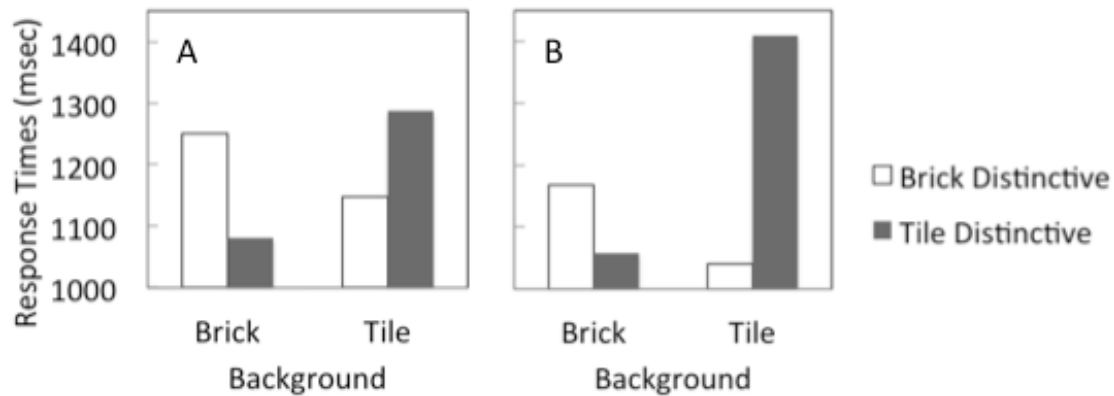 Response Times (msec)
1400
1300
1200
1100
1000
A
Brick
Tile
Background
B
Brick
Tile
Background
Brick Distinctive
Tile Distinctive